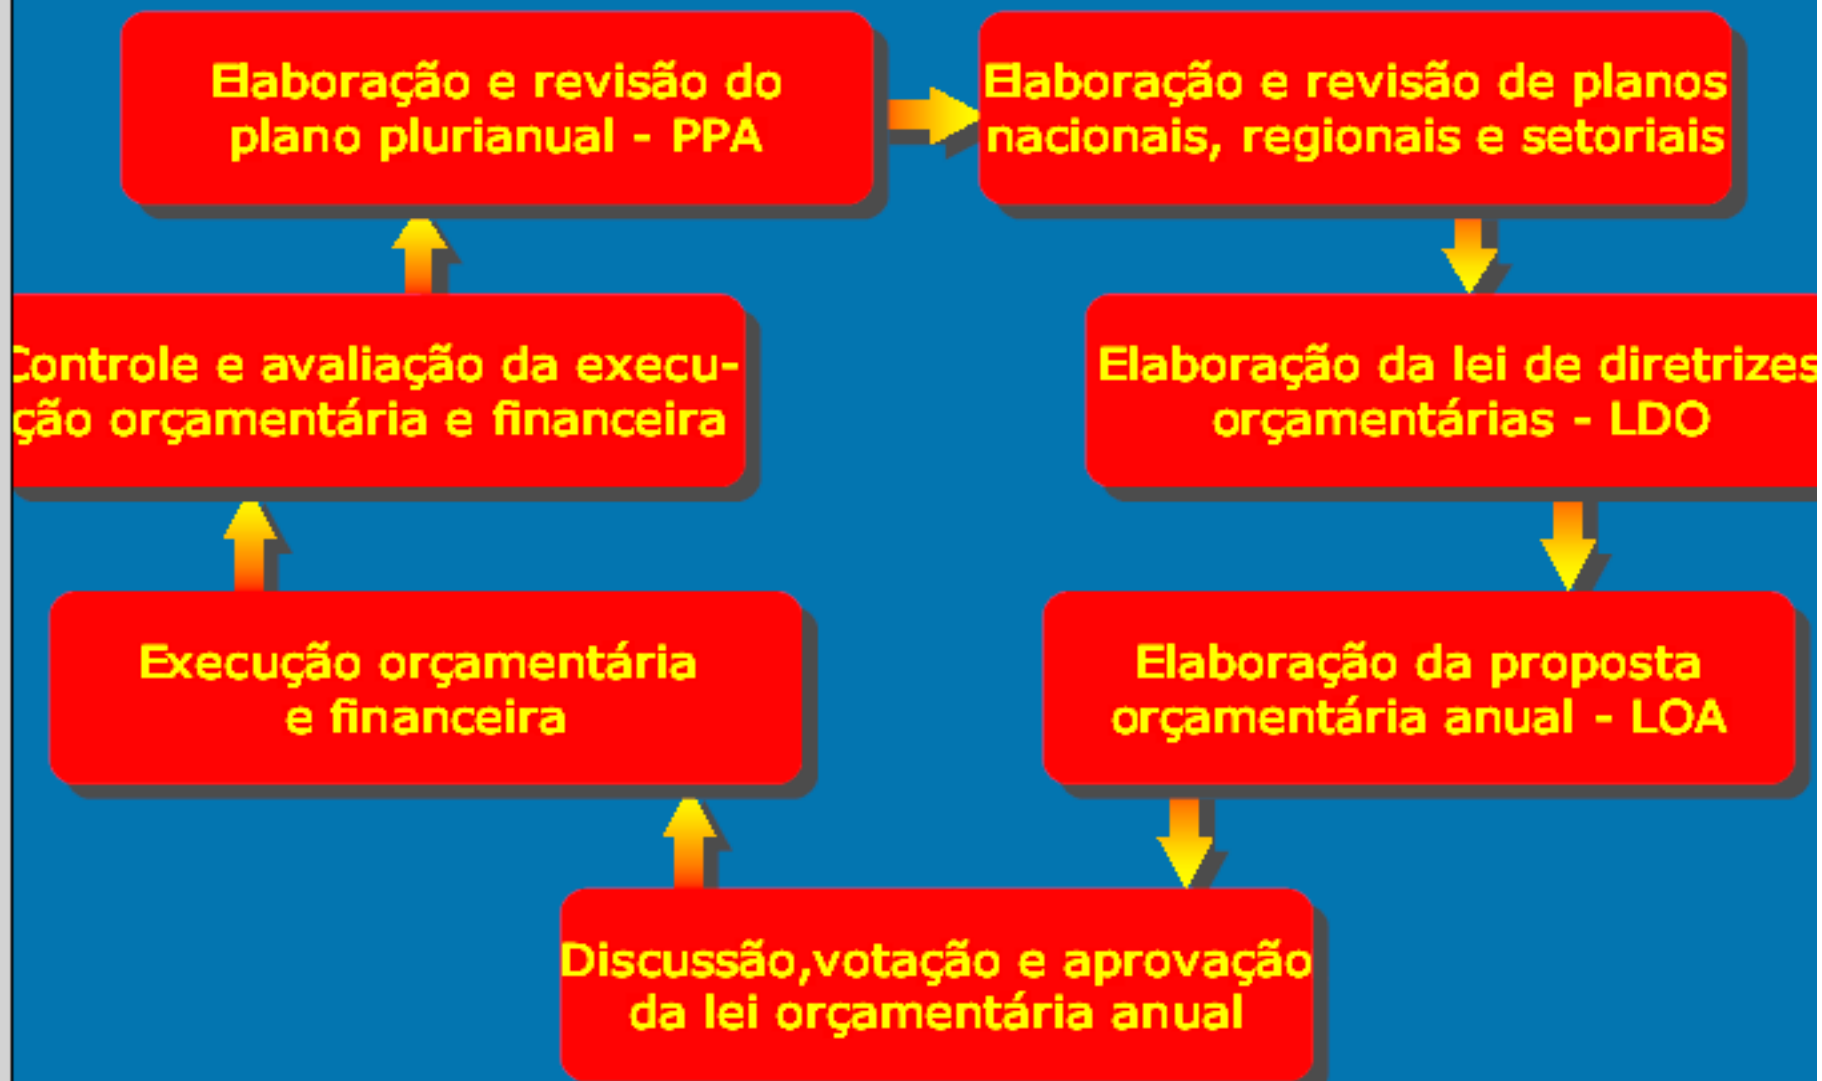 Elaboração e revisão do
plano plurianual - PPA
Elaboração e revisão de planos
nacionais, regionais e setoriais
Controle e avaliação da execu-
ção orçamentária e financeira
Elaboração da lei de diretrizes
orçamentárias - LDO
Execução orçamentária
e financeira
Elaboração da proposta
orçamentária anual - LOA
Discussão,votação e aprovação
da lei orçamentária anual